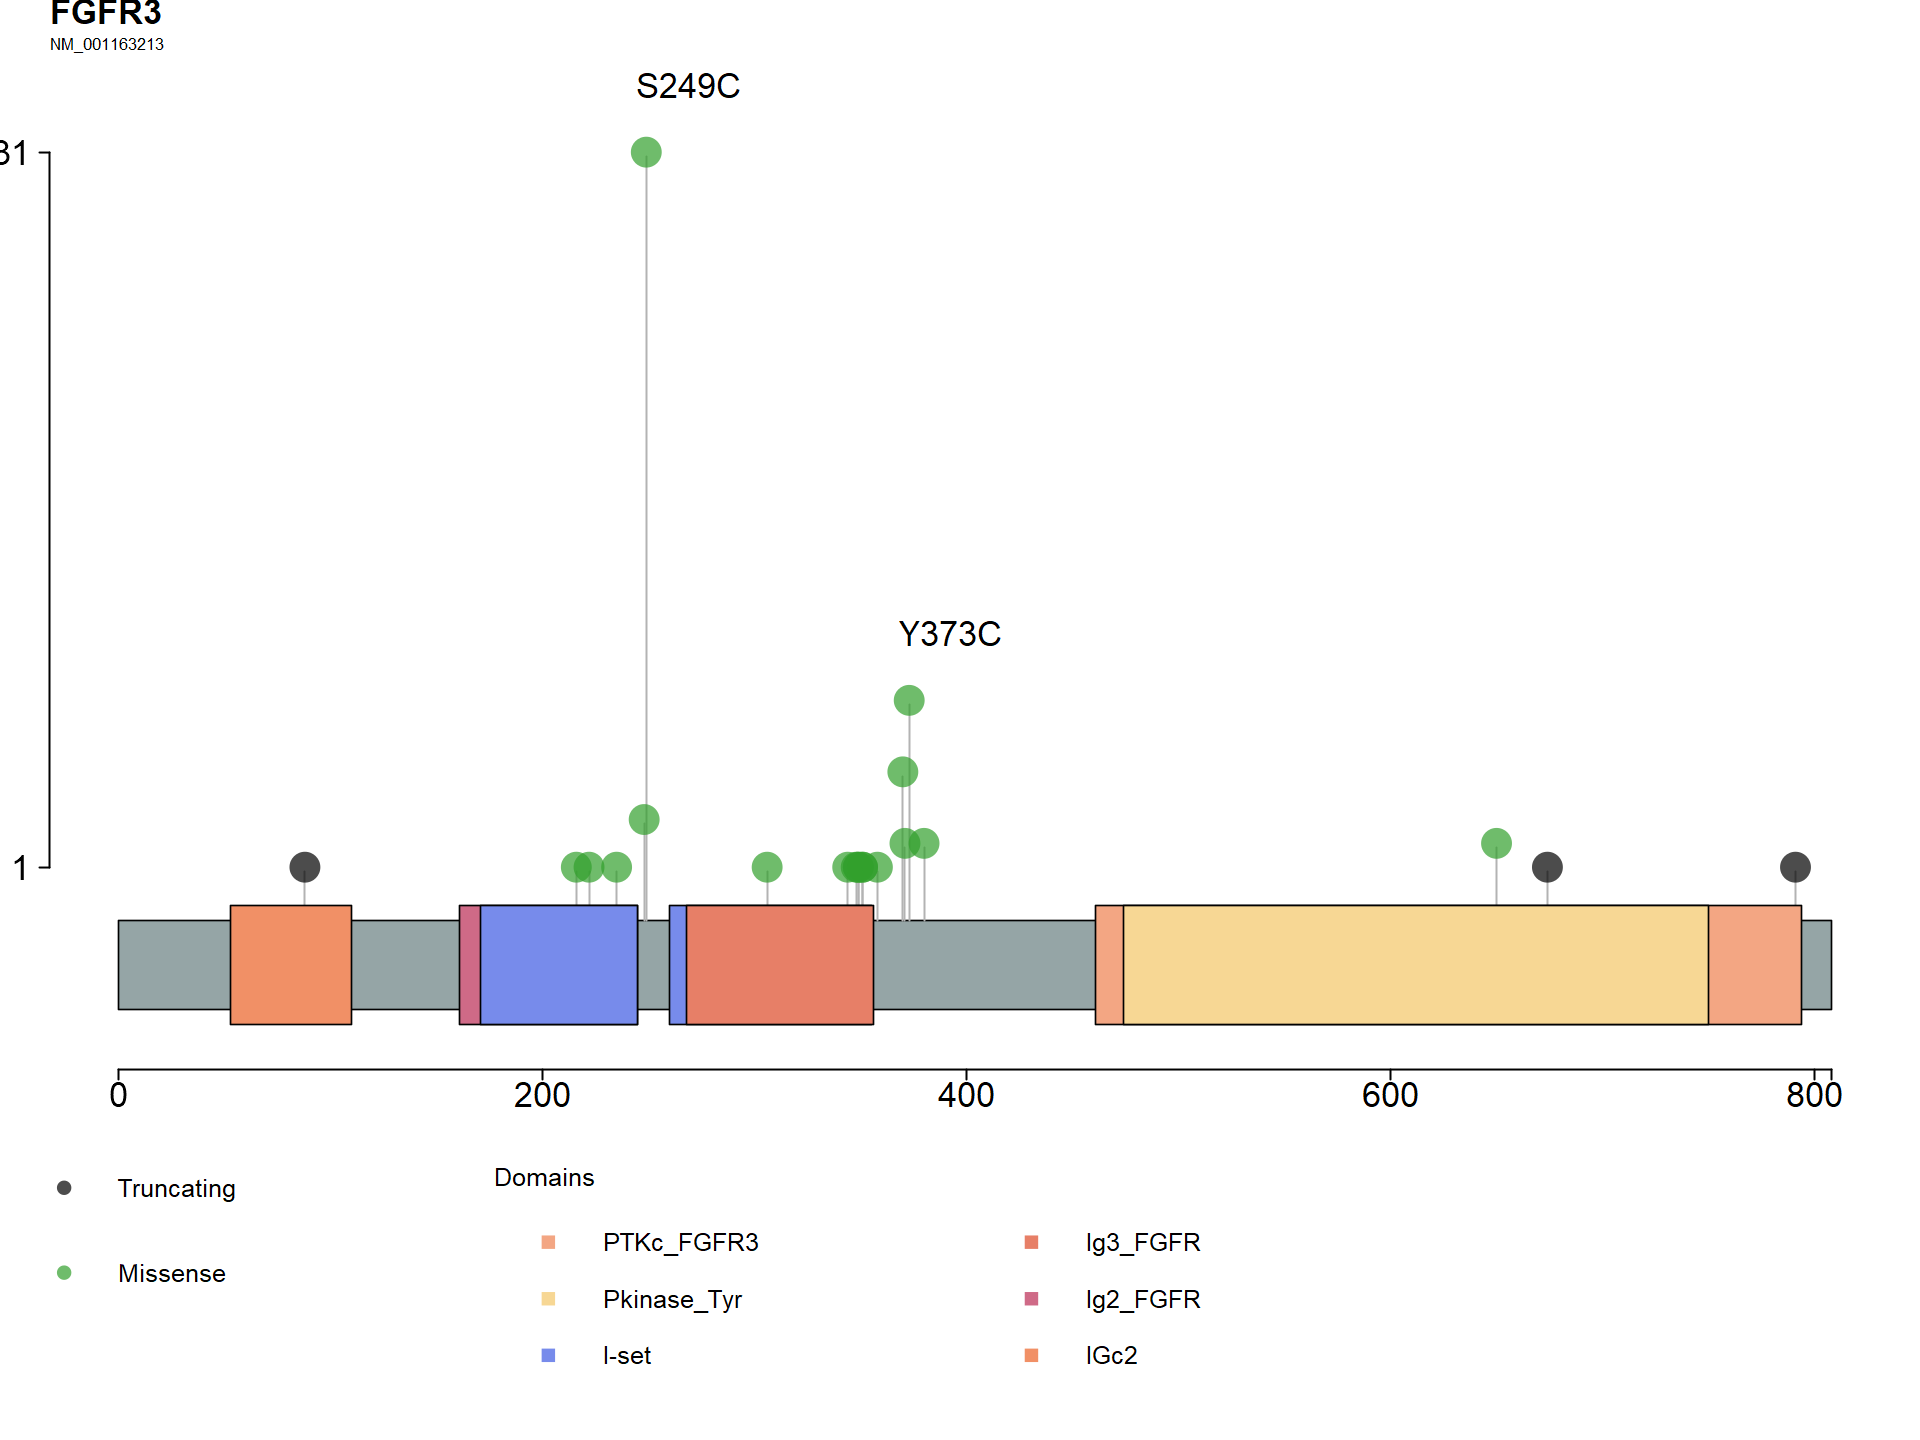 FGFR3
NM_001163213
S249C
31
Y373C
1
0 200 400 600 800
Domains
Truncating
Missense
PTKc_FGFR3 Ig3_FGFR
Pkinase_Tyr Ig2_FGFR
I-set IGc2